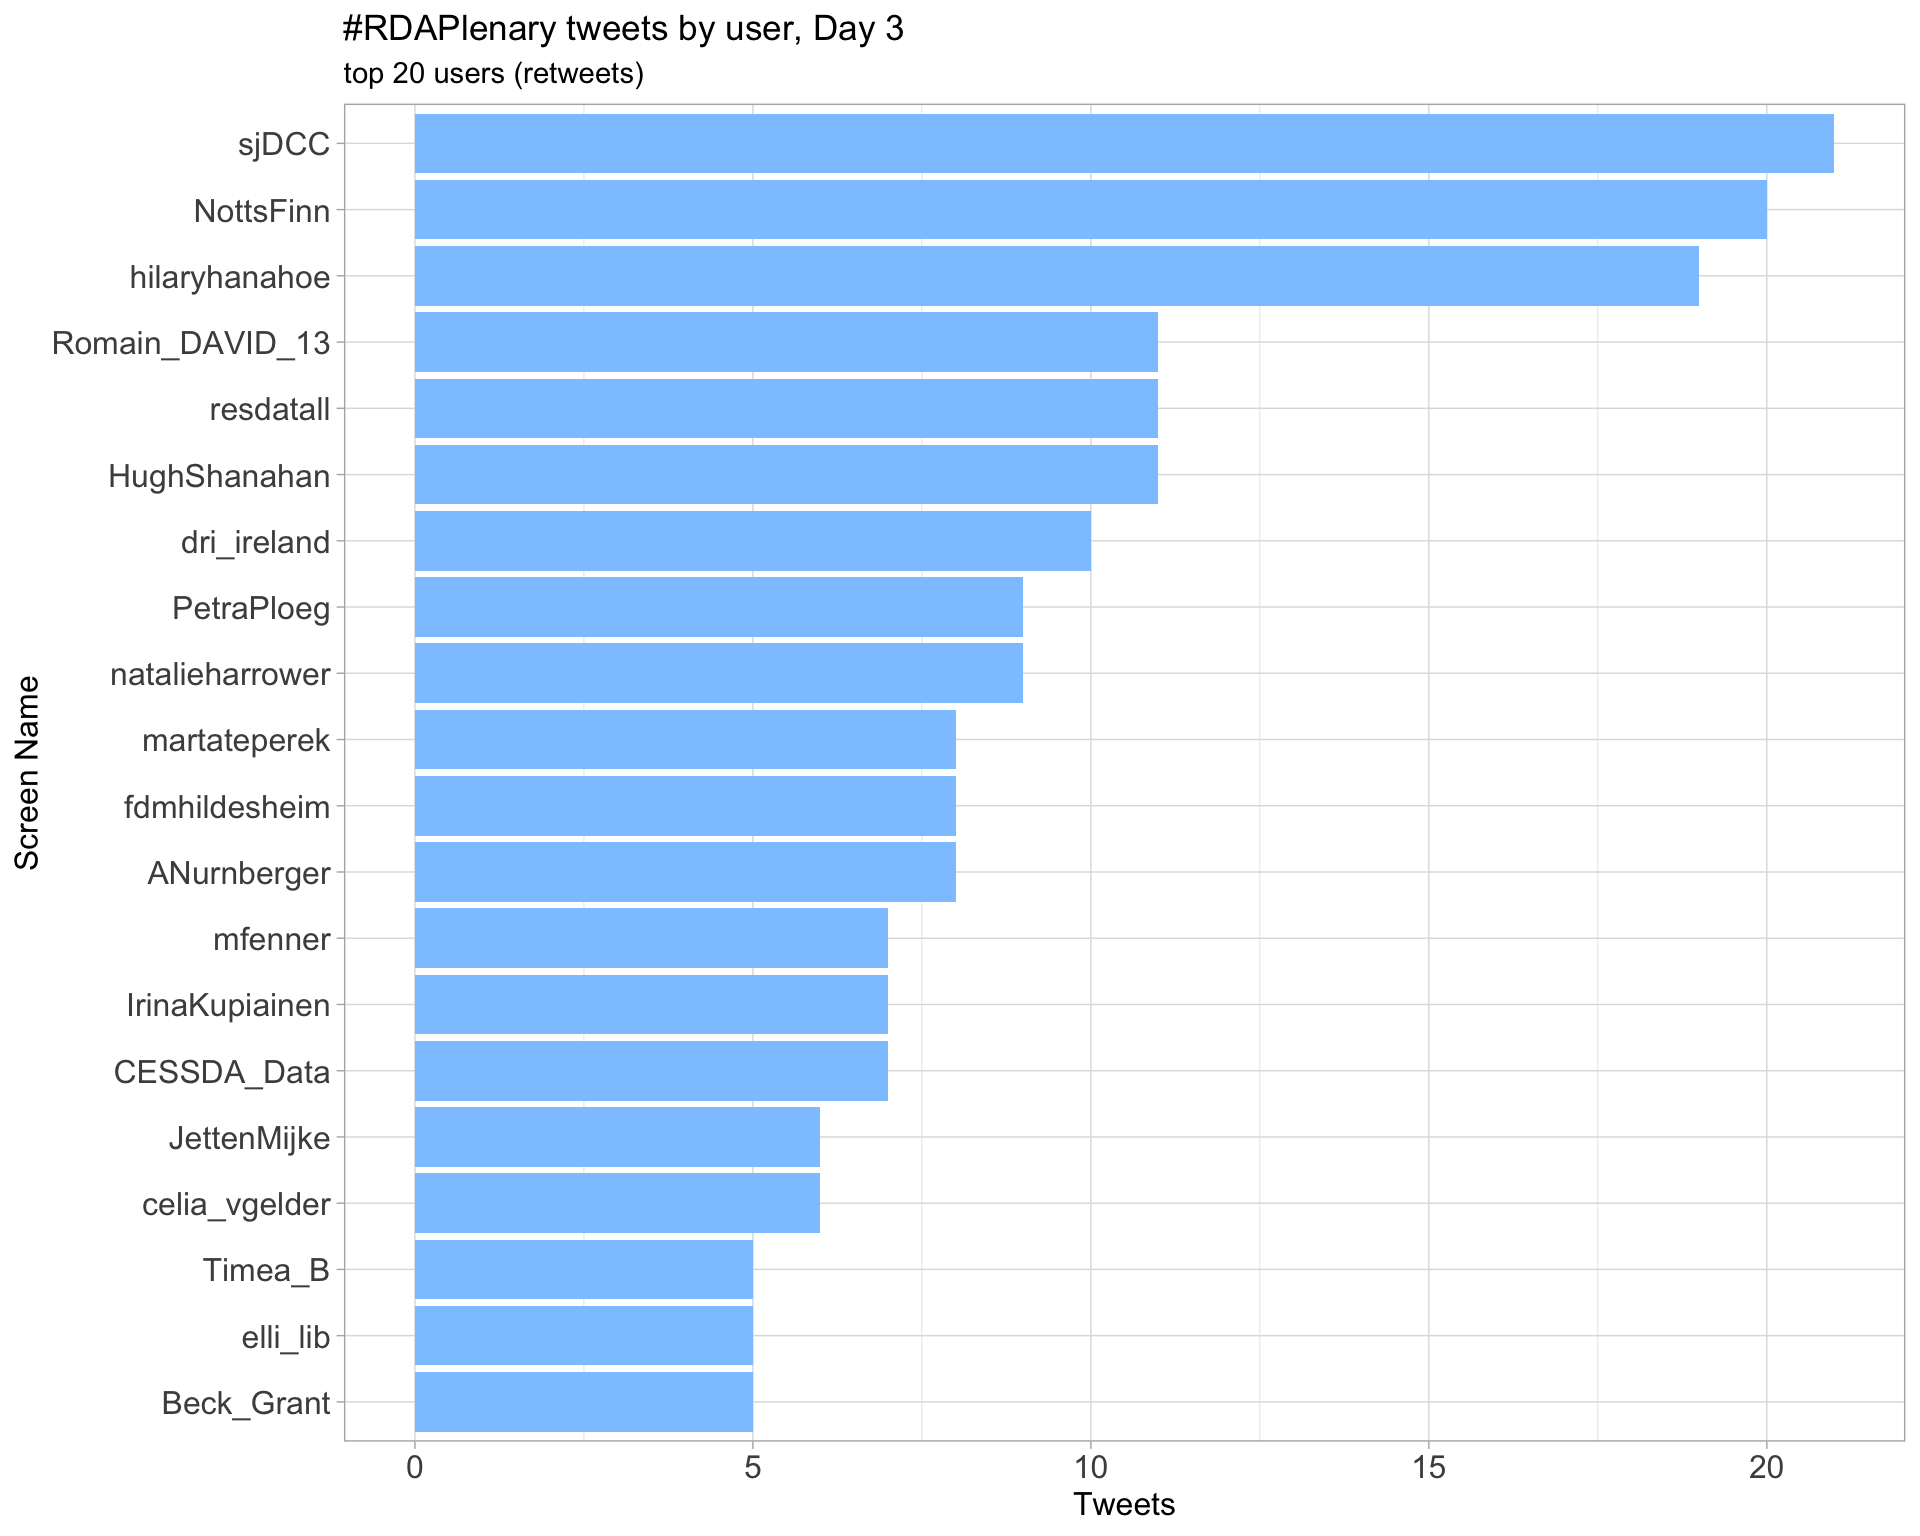 #RDAPlenary tweets by user, Day 3
top 20 users (retweets)
sjDCC
NottsFinn
hilaryhanahoe
Romain_DAVID_13
resdatall
HughShanahan
dri_ireland
PetraPloeg
natalieharrower
martateperek
fdmhildesheim
ANurnberger
mfenner
IrinaKupiainen
CESSDA_Data
JettenMijke
celia_vgelder
Timea_B
elli_lib
Beck_Grant
Screen Name
0 5 10 15 20
Tweets